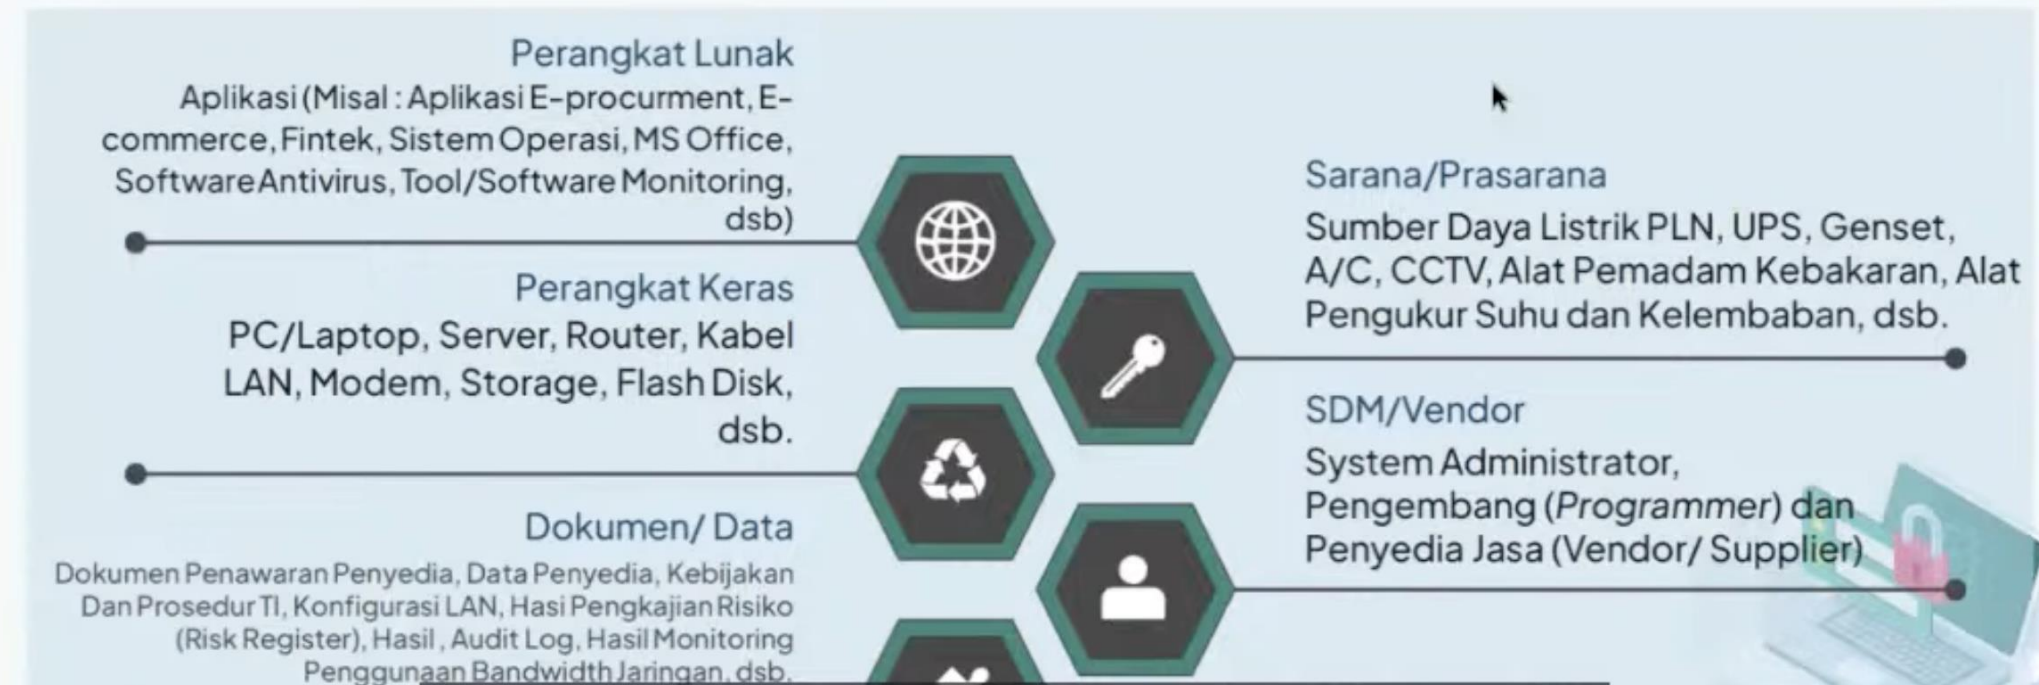 Perangkat Lunak
Aplikasi (Misal : Aplikasi E-procurment, E-
commerce, Fintek, Sistem Operasi, MS Office,
Software Antivirus, Tool/Software Monitoring,
dsb)
Perangkat Keras
PC/Laptop, Server, Router, Kabel
LAN, Modem, Storage, Flash Disk,
dsb.
Dokumen/ Data
Dokumen Penawaran Penyedia, Data Penyedia, Kebijakan
Dan Prosedur TI, Konfigurasi LAN, Hasi Pengkajian Risiko
(Risk Register), Hasil , Audit Log, Hasil Monitoring
Penggunaan Bandwidth Jaringan, dsb.
Sarana/Prasarana
Sumber Daya Listrik PLN, UPS, Genset,
A/C, CCTV, Alat Pemadam Kebakaran, Alat
Pengukur Suhu dan Kelembaban, dsb.
SDM/Vendor
System Administrator,
Pengembang (Programmer) dan
Penyedia Jasa (Vendor/ Supplier)